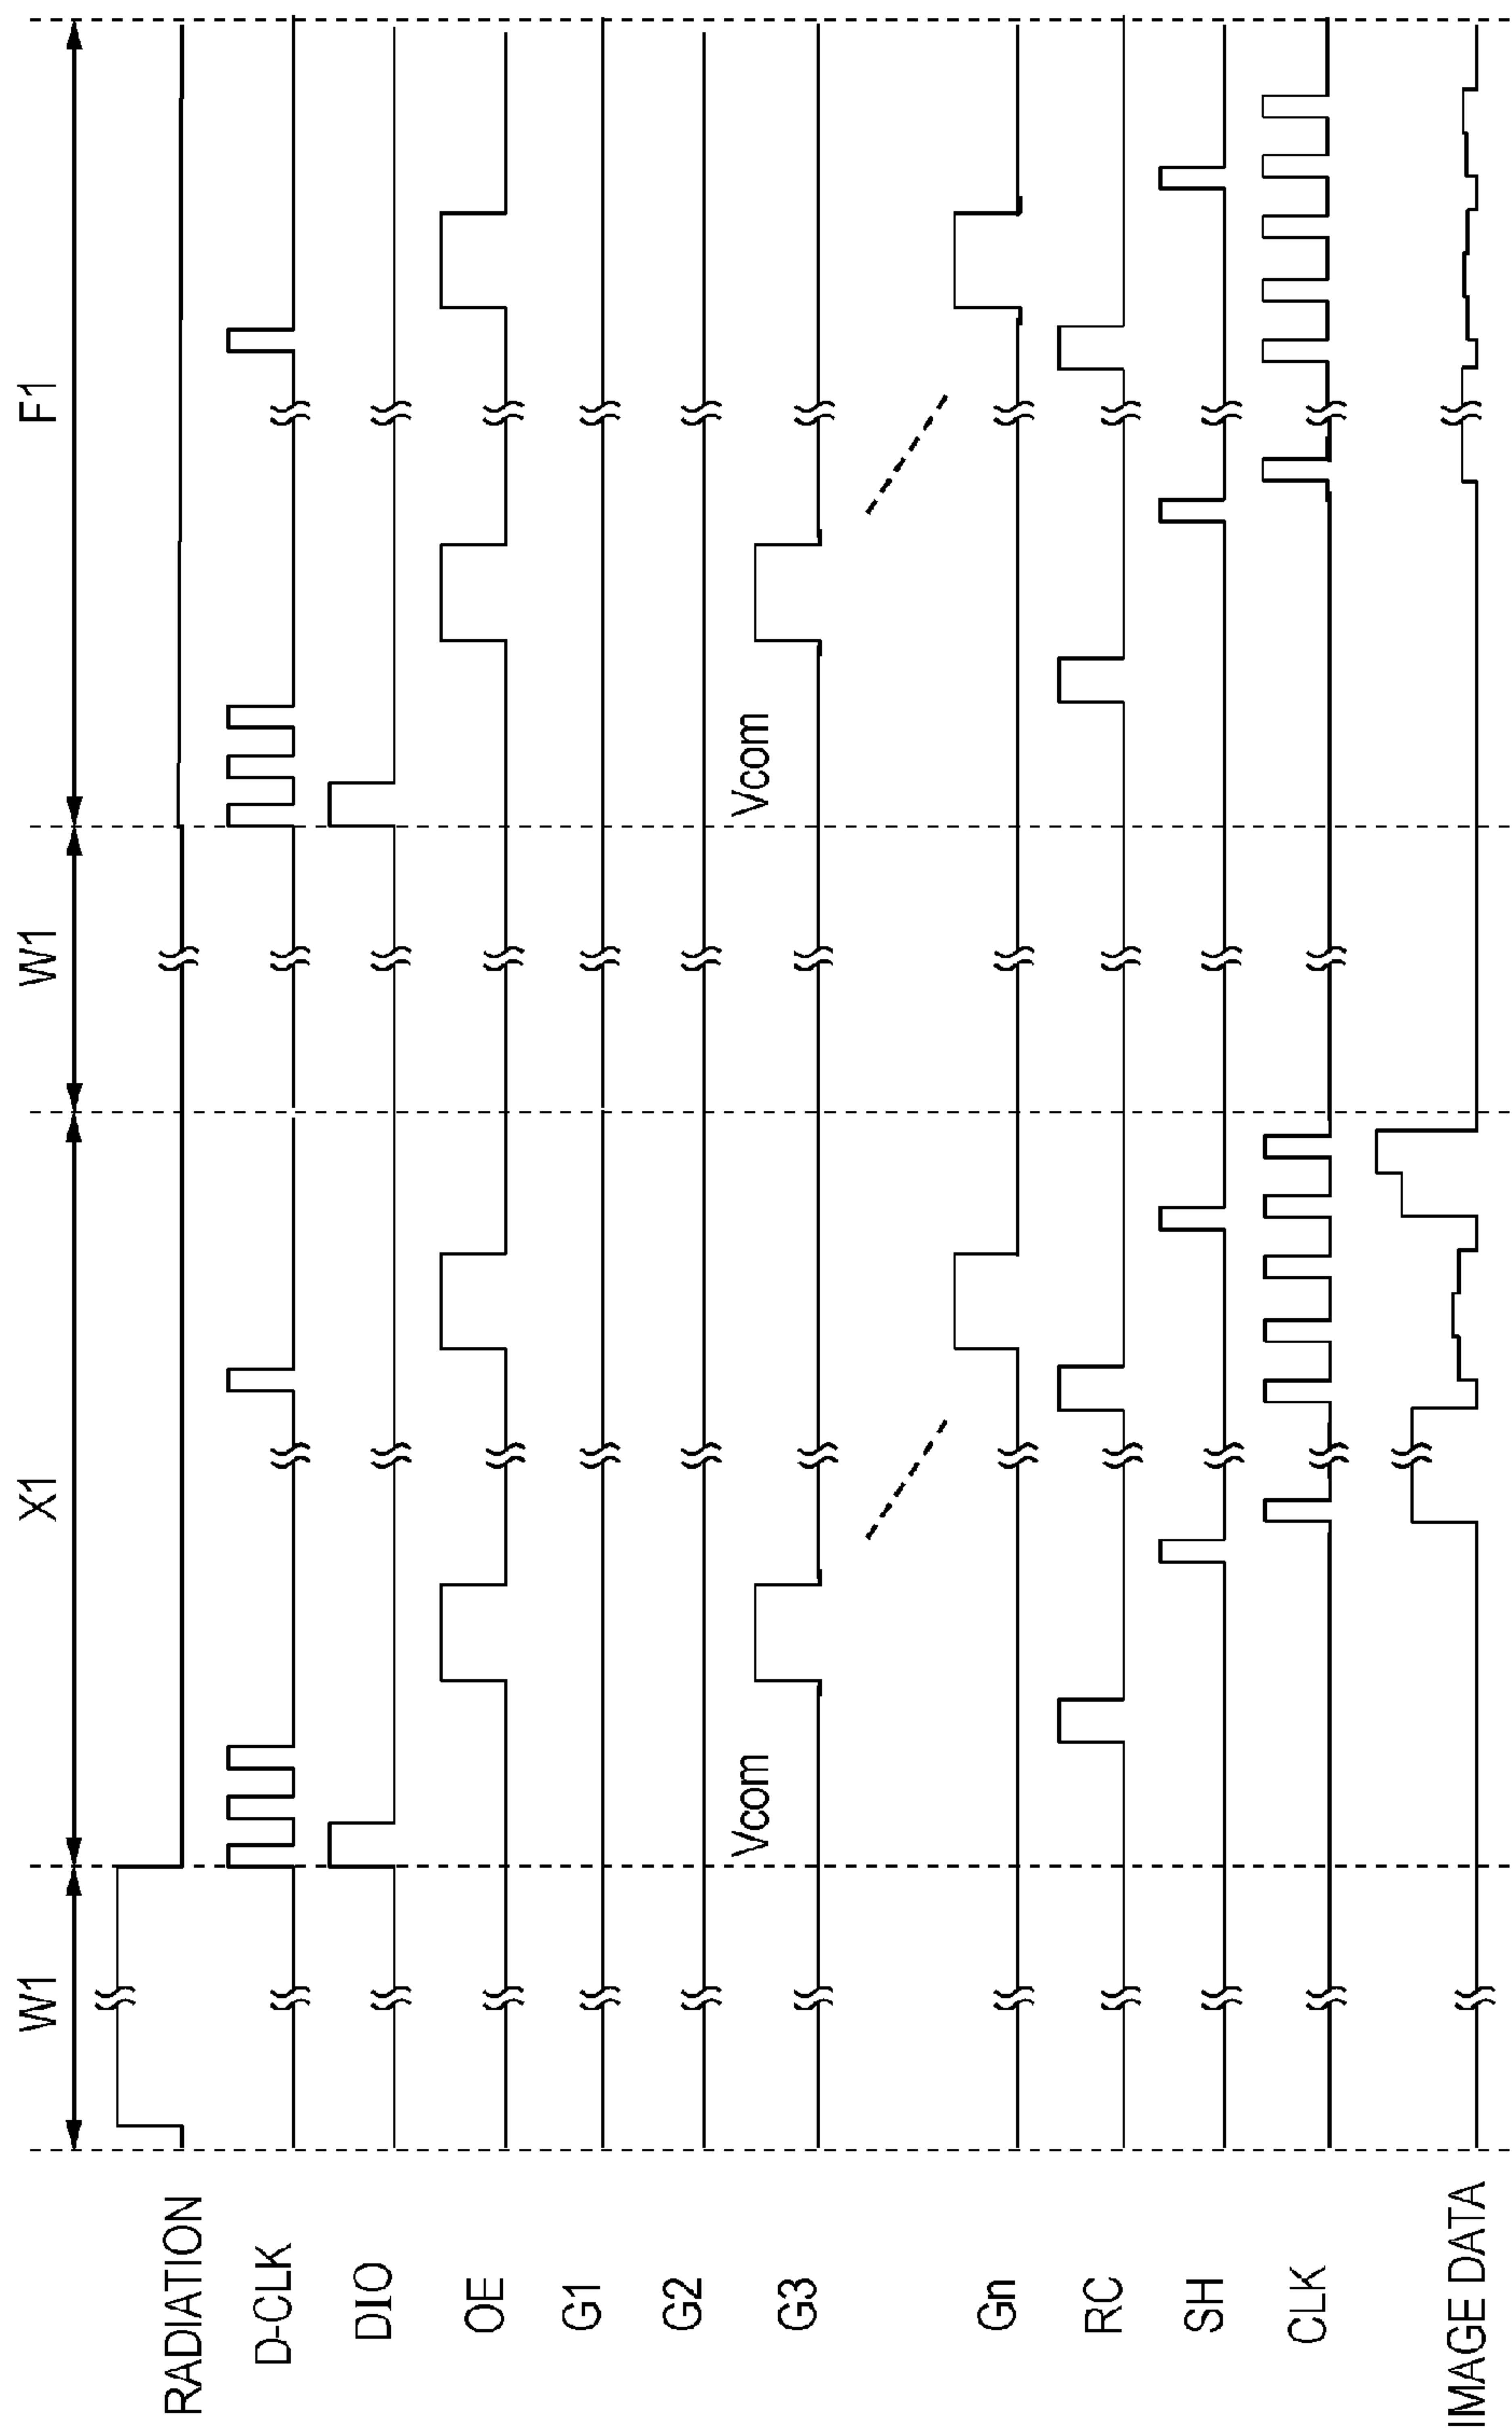 W1
X1
W1
F1
RADIATION
D-CLK
DIO
OE
G1
G2
G3
Vcom
Vcom
Gn
RC
SH
CLK
IMAGE DATA